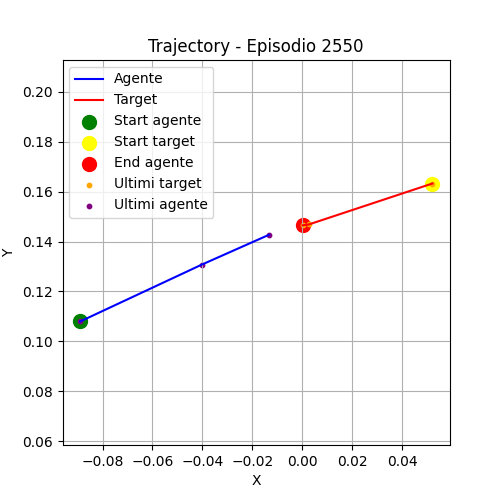 Trajectory - Episodio 2550
Agente
Target
Start agente
Start target
End agente
Ultimi target
Ultimi agente
Y
0.20
0.18
0.16
0.14
0.12
0.10
0.08
0.06
−0.08 −0.06 −0.04 −0.02 0.00 0.02 0.04
X